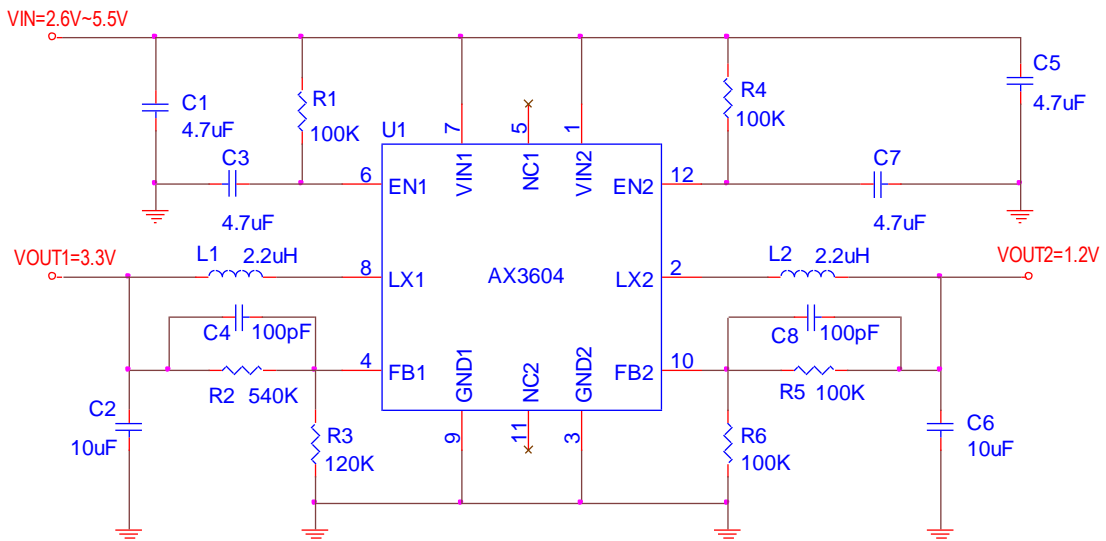 VIN=2.6V~5.5V
C1
4.7uF
R1
100K
U1
7
5
1
R4
100K
C5
4.7uF
VIN1
NC1
VIN2
C3
4.7uF
6
EN1
EN2
12
C7
4.7uF
VOUT1=3.3V
L1
2.2uH
8
LX1
AX3604
LX2
2
L2
2.2uH
VOUT2=1.2V
C4
100pF
C8
100pF
4
FB1
FB2
10
R2
540K
R5
100K
GND1
NC2
GND2
C2
10uF
R3
120K
9
11
3
R6
100K
C6
10uF